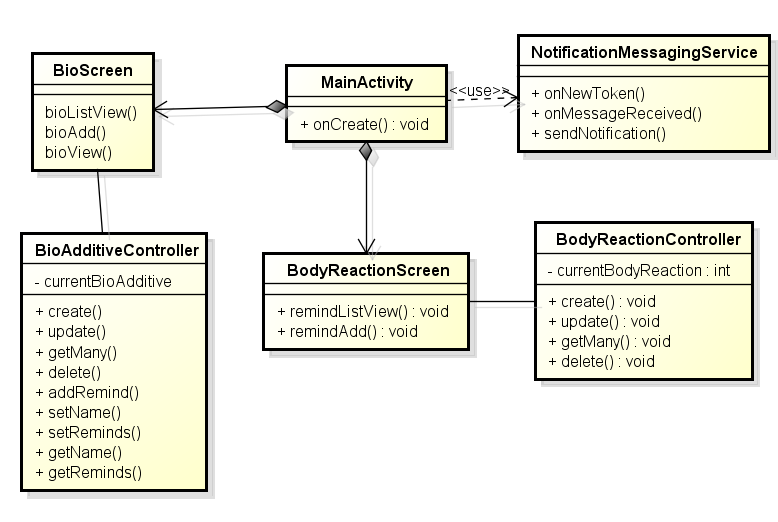 BioScreen
bioListView()
bioAdd()
bioView()
MainActivity
+ onCreate() : void
<<use>>
NotificationMessagingService
+ onNewToken()
+ onMessageReceived()
+ sendNotification()
BioAdditiveController
- currentBioAdditive
+ create()
+ update()
+ getMany()
+ delete()
+ addRemind()
+ setName()
+ setReminds()
+ getName()
+ getReminds()
BodyReactionScreen
+ remindListView() : void
+ remindAdd() : void
BodyReactionController
- currentBodyReaction : int
+ create() : void
+ update() : void
+ getMany() : void
+ delete() : void